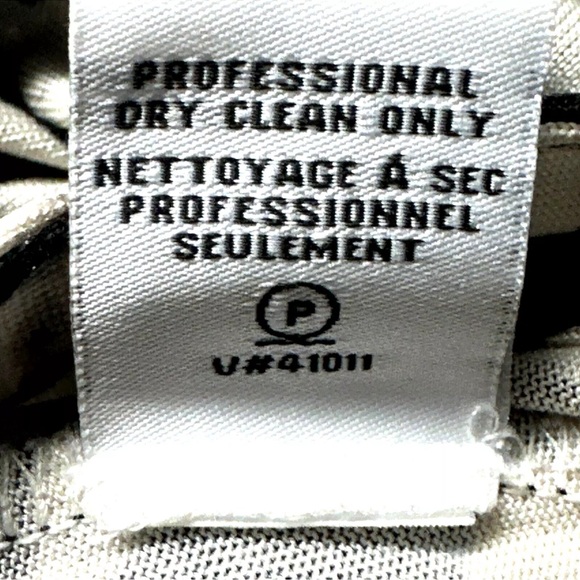 PROFESSIONAL
DRY CLEAN ONLY
NETTOYAGE Á SEC
PROFESSIONNEL
SEULEMENT
P
V#41011